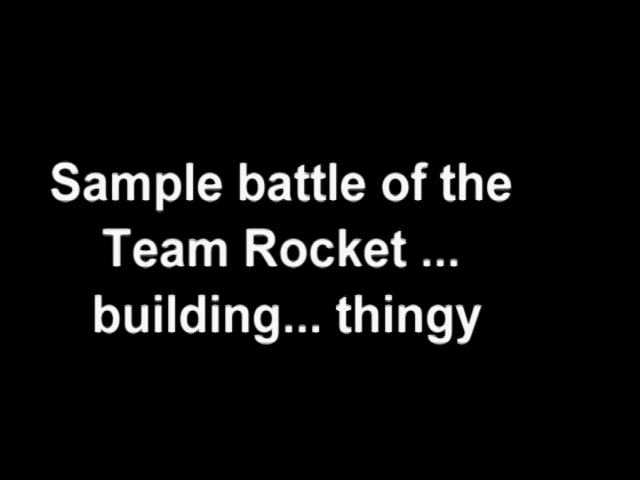 Sample battle of the
Team Rocket ...
building... thingy